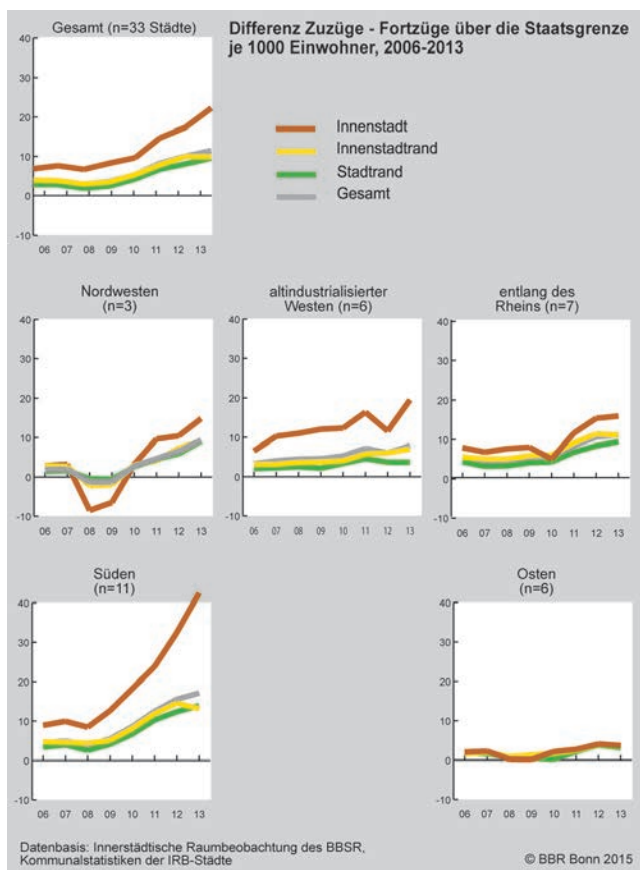 Gesamt (n=33 Städte)
Differenz Zuzüge - Fortzüge über die Staatsgrenze
je 1000 Einwohner, 2006-2013
40
30
20
10
0
-10
06 07 08 09 10 11 12 13
Innenstadt
Innenstadtrand
Stadtrand
Gesamt
Nordwesten
(n=3)
40
30
20
10
0
-10
06 07 08 09 10 11 12 13
altindustrialisierter
Westen (n=6)
40
30
20
10
0
-10
06 07 08 09 10 11 12 13
entlang des
Rheins (n=7)
40
30
20
10
0
-10
06 07 08 09 10 11 12 13
Süden
(n=11)
40
30
20
10
0
-10
06 07 08 09 10 11 12 13
Osten
(n=6)
40
30
20
10
0
-10
06 07 08 09 10 11 12 13
Datenbasis: Innerstädtische Raumbeobachtung des BBSR,
Kommunalstatistiken der IRB-Städte
© BBR Bonn 2015